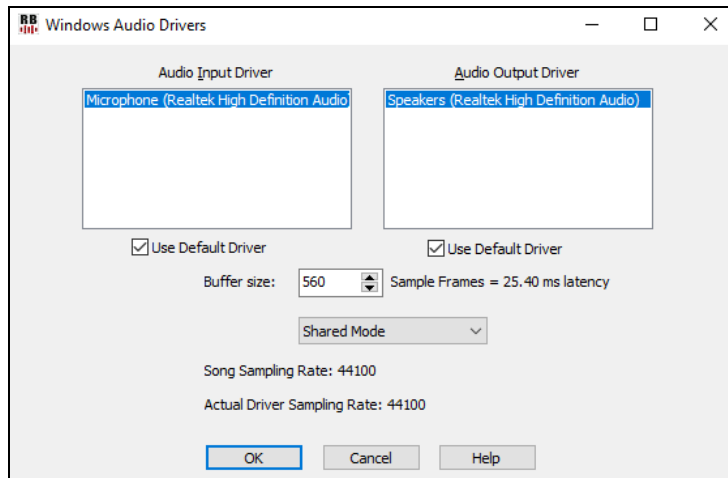 RB
Windows Audio Drivers
Audio Input Driver
Audio Output Driver
Microphone (Realtek High Definition Audio)
Speakers (Realtek High Definition Audio)
Use Default Driver
Use Default Driver
Buffer size: 560 Sample Frames = 25.40 ms latency
Shared Mode
Song Sampling Rate: 44100
Actual Driver Sampling Rate: 44100
OK Cancel Help